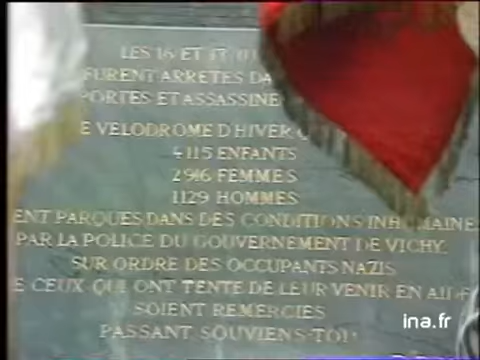 LES 16 ET 17
FURENT ARRETES DA
PORTES ET ASSASSINE
E VELODROME D'HIVER
4115 ENFANTS
2916 FEMMES
1129 HOMMES
ENT PARQUES DANS DES CONDITIONS INHUMAINE
PAR LA POLICE DU GOUVERNEMENT DE VICHY,
SUR ORDRE DES OCCUPANTS NAZIS
E CEUX QUI ONT TENTE DE LEUR VENIR EN AIDE
SOIENT REMERCIES
PASSANT, SOUVIENS-TOI!
ina.fr